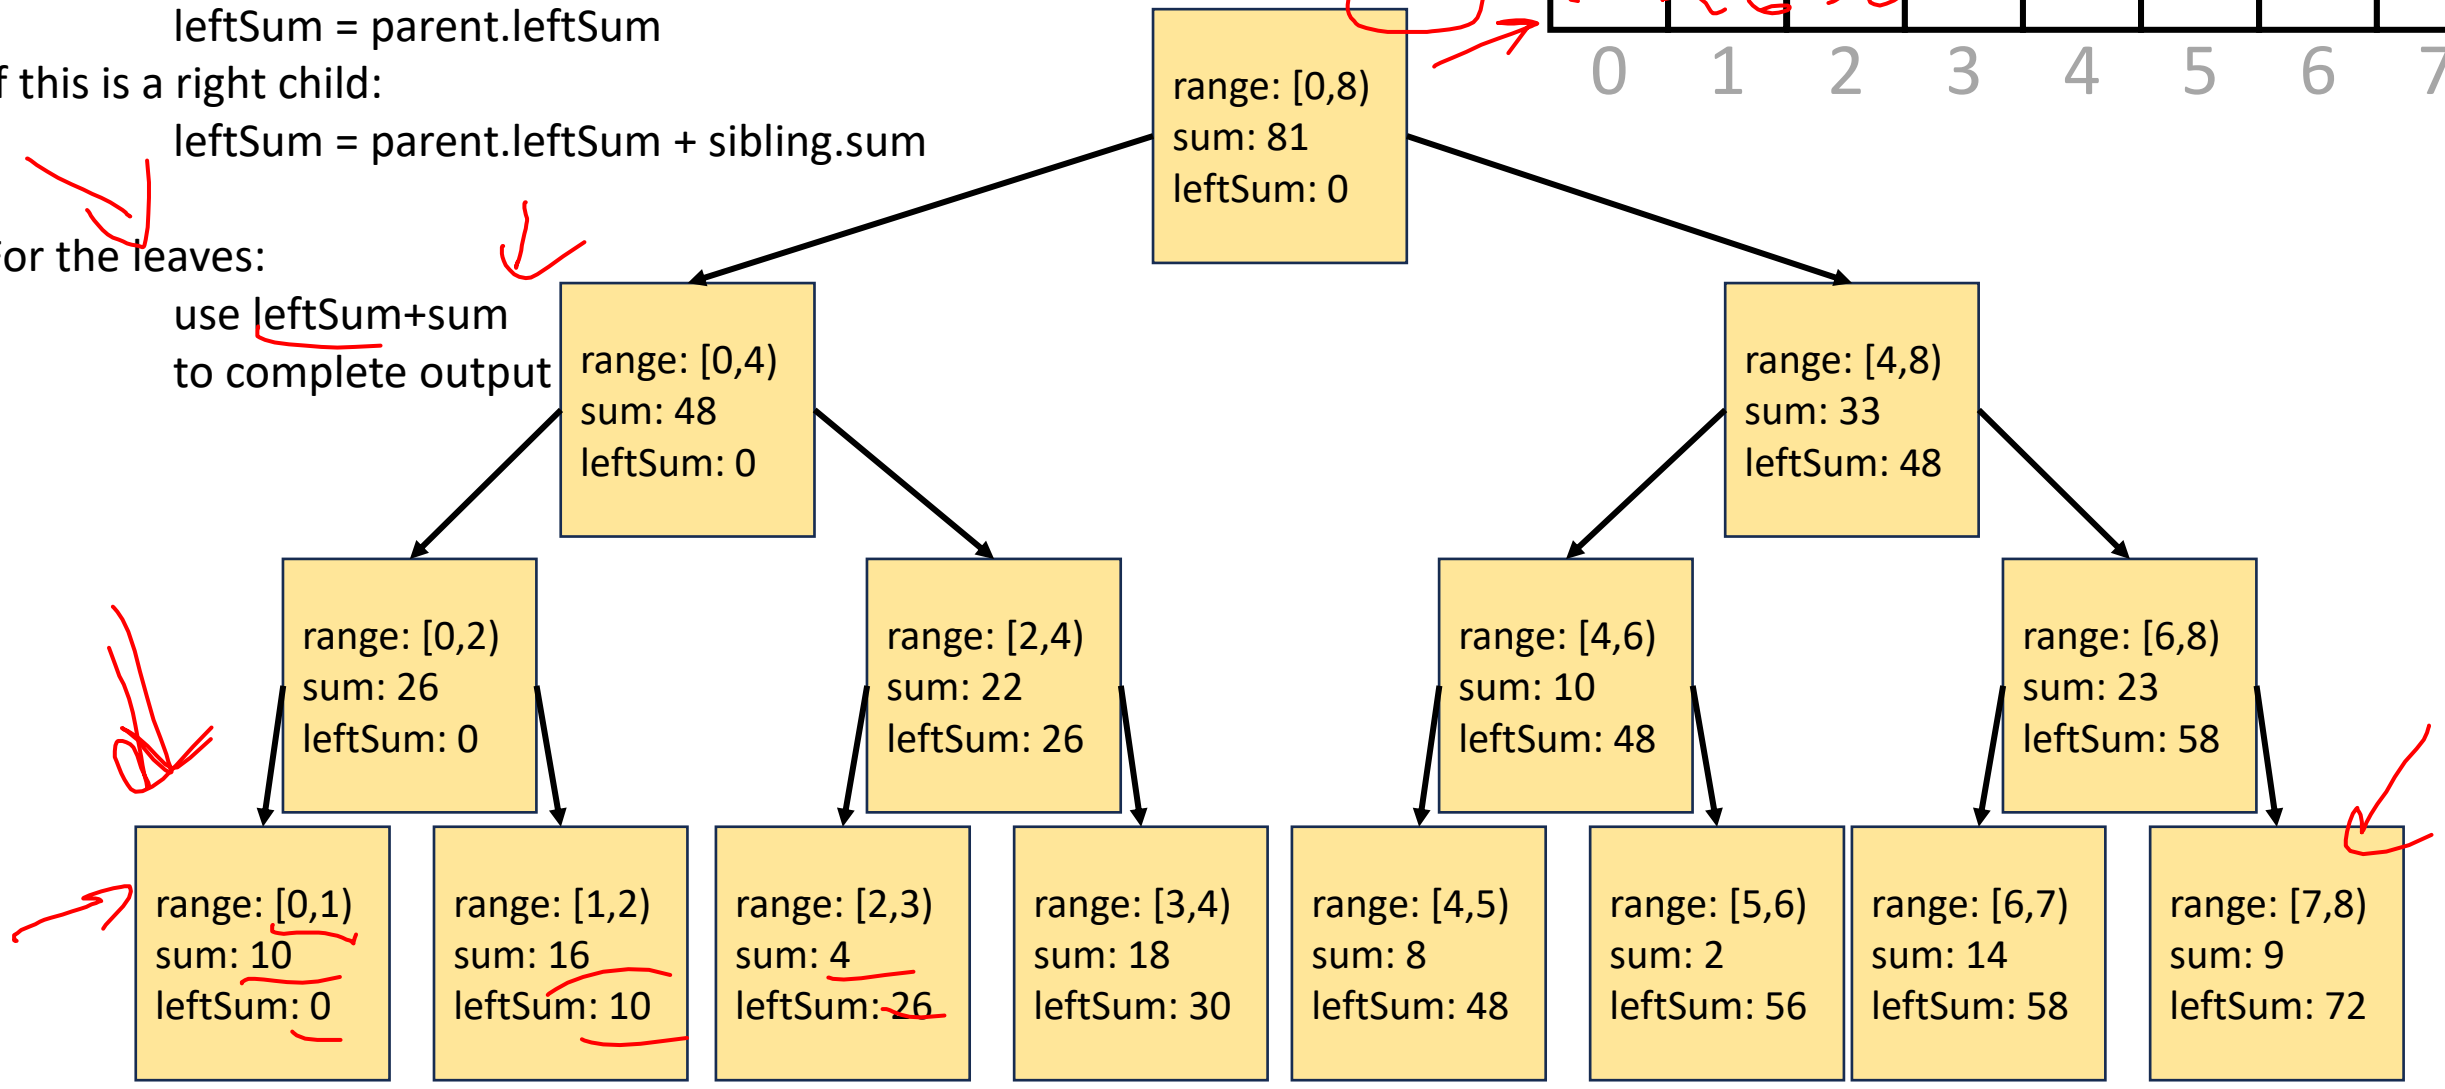 leftSum = parent.leftSum
f this is a right child:
leftSum = parent.leftSum + sibling.sum
or the leaves:
use leftSum+sum
to complete output
0 1 2 3 4 5 6 7
range: [0,8)
sum: 81
leftSum: 0
range: [0,4)
sum: 48
leftSum: 0
range: [4,8)
sum: 33
leftSum: 48
range: [0,2)
sum: 26
leftSum: 0
range: [2,4)
sum: 22
leftSum: 26
range: [4,6)
sum: 10
leftSum: 48
range: [6,8)
sum: 23
leftSum: 58
range: [0,1)
sum: 10
leftSum: 0
range: [1,2)
sum: 16
leftSum: 10
range: [2,3)
sum: 4
leftSum: 26
range: [3,4)
sum: 18
leftSum: 30
range: [4,5)
sum: 8
leftSum: 48
range: [5,6)
sum: 2
leftSum: 56
range: [6,7)
sum: 14
leftSum: 58
range: [7,8)
sum: 9
leftSum: 72